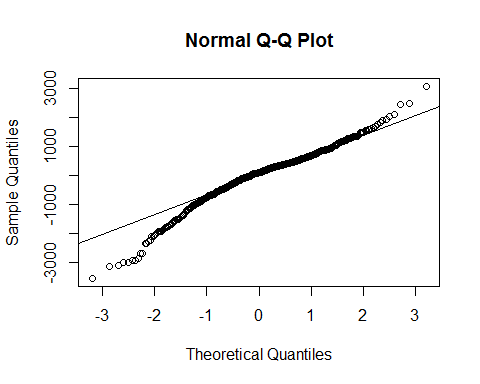 Normal Q-Q Plot
Sample Quantiles
3000
1000
-1000
-3000
-3 -2 -1 0 1 2 3
Theoretical Quantiles